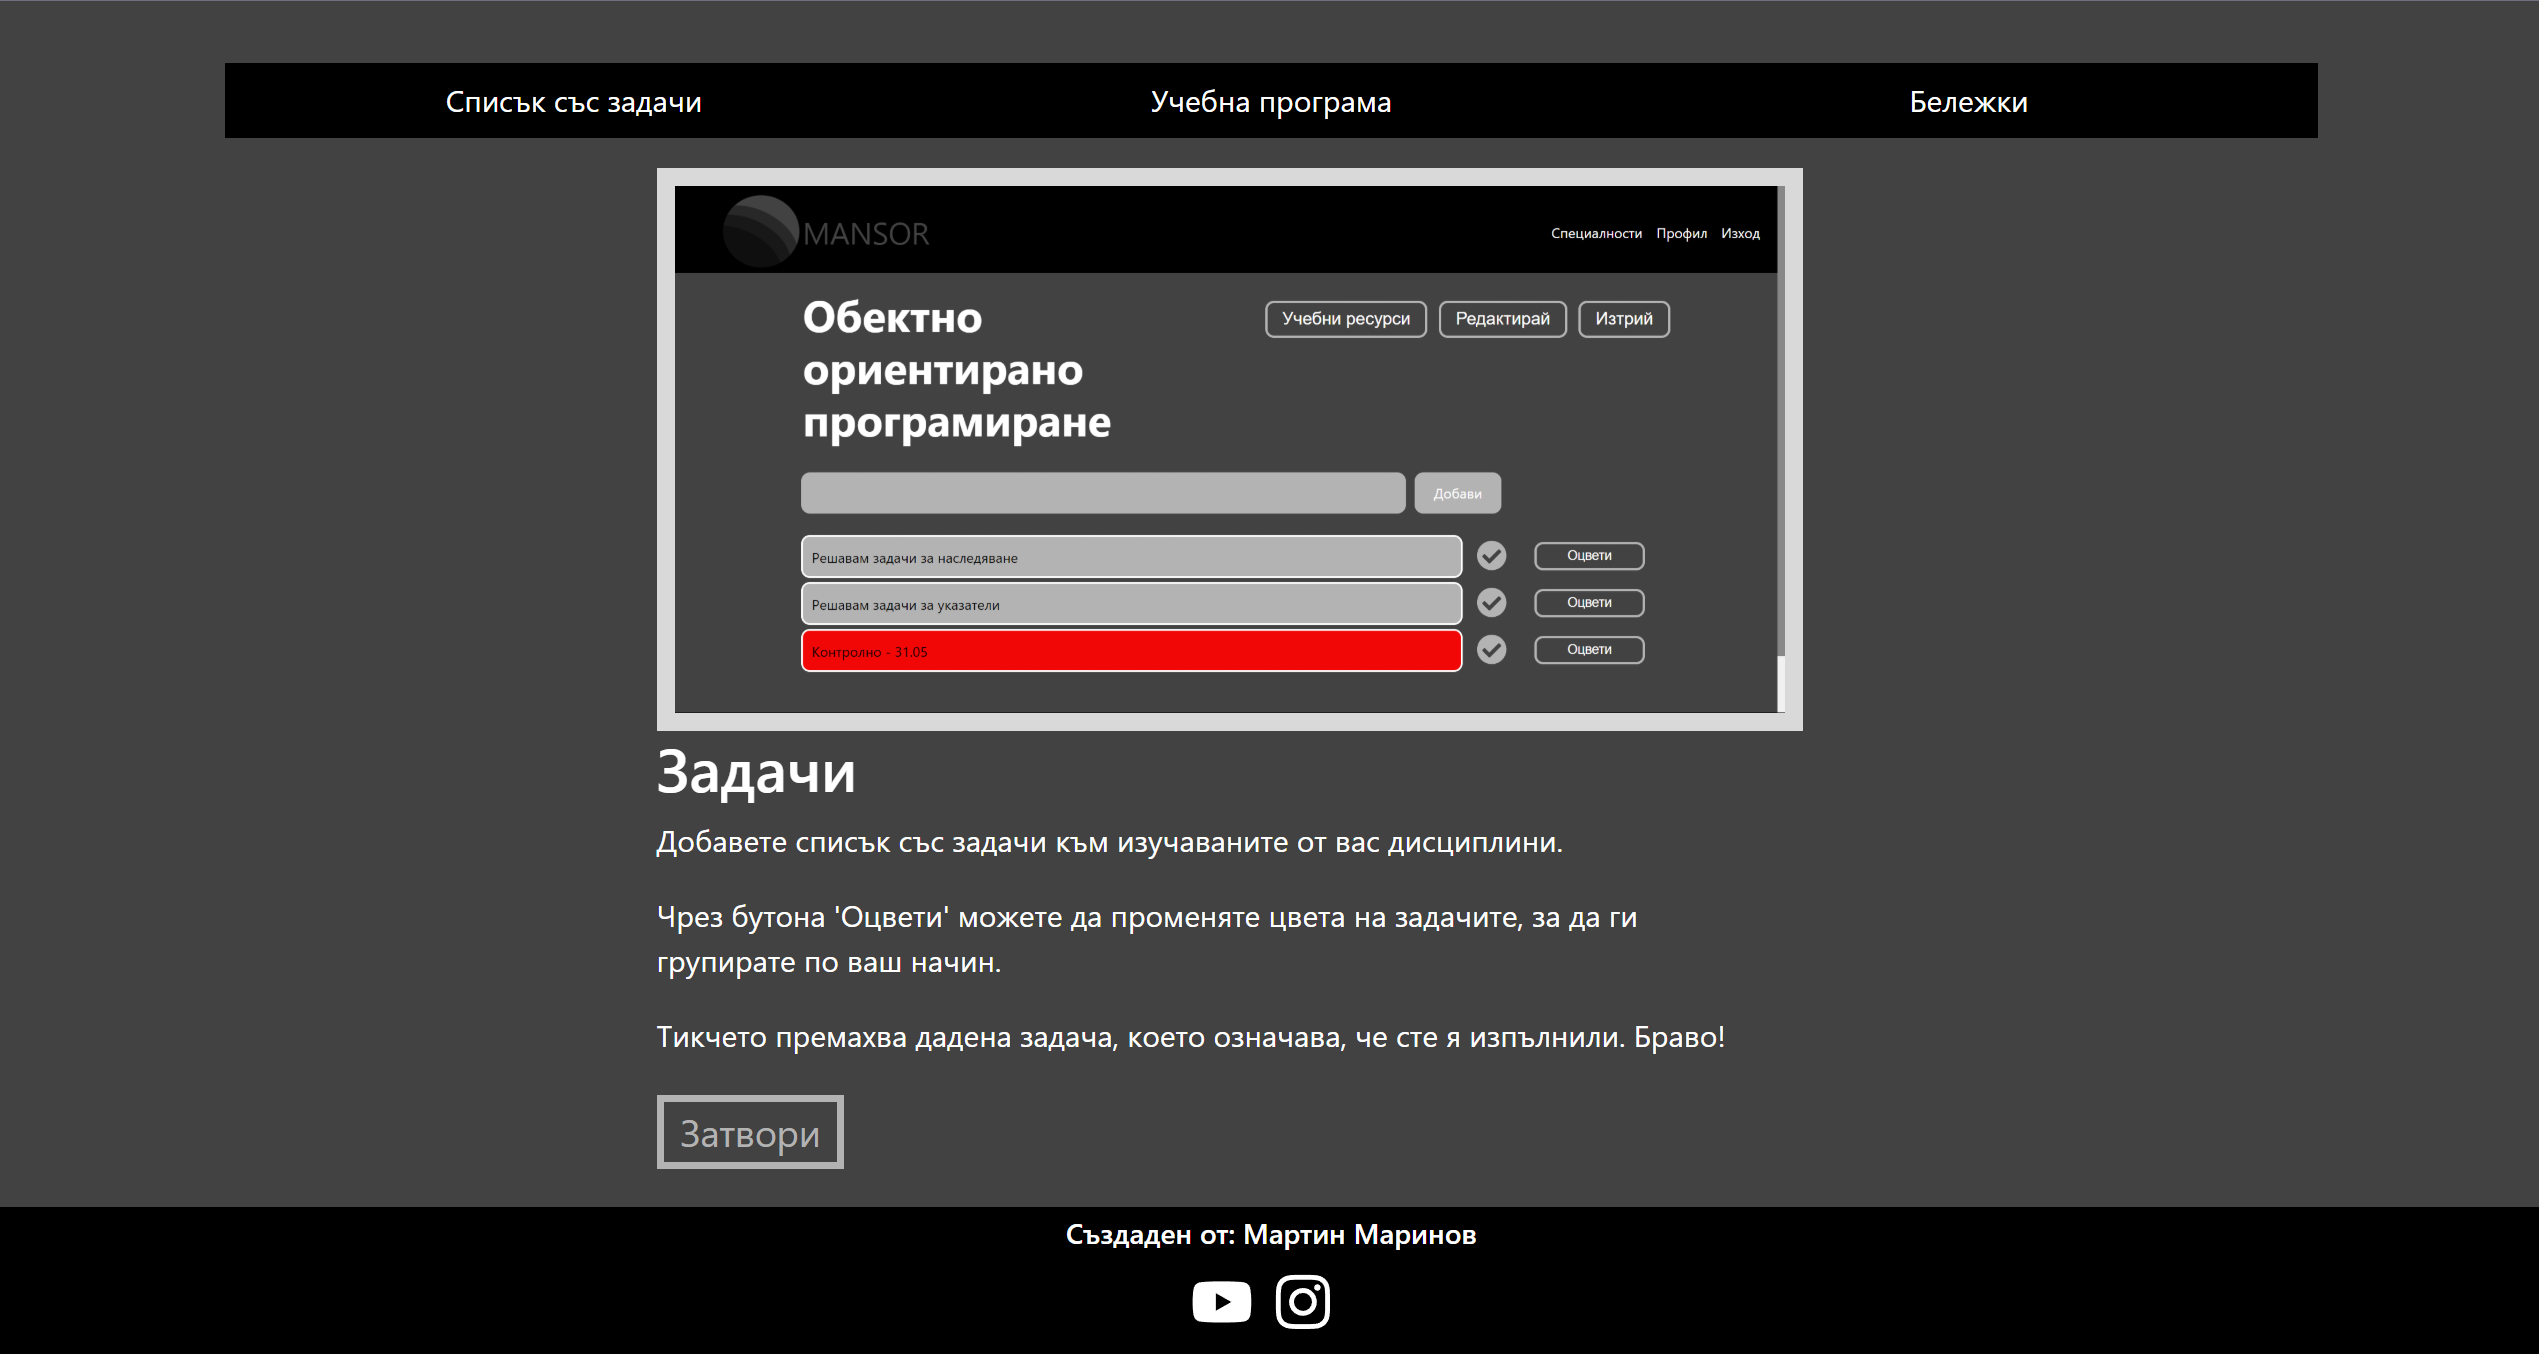 Списък със задачи
Учебна програма
Бележки
MANSOR
Специалности
Профил
Изход
Обектно
ориентирано
програмиране
Учебни ресурси
Редактирай
Изтрий
Добави
Решавам задачи за наследяване
Оцвети
Решавам задачи за указатели
Оцвети
Контролно - 31.05
Оцвети
Задачи
Добавете списък със задачи към изучаваните от вас дисциплини.
Чрез бутона 'Оцвети' можете да променяте цвета на задачите, за да ги
групирате по ваш начин.
Тикчето премахва дадена задача, което означава, че сте я изпълнили. Браво!
Затвори
Създаден от: Мартин Маринов